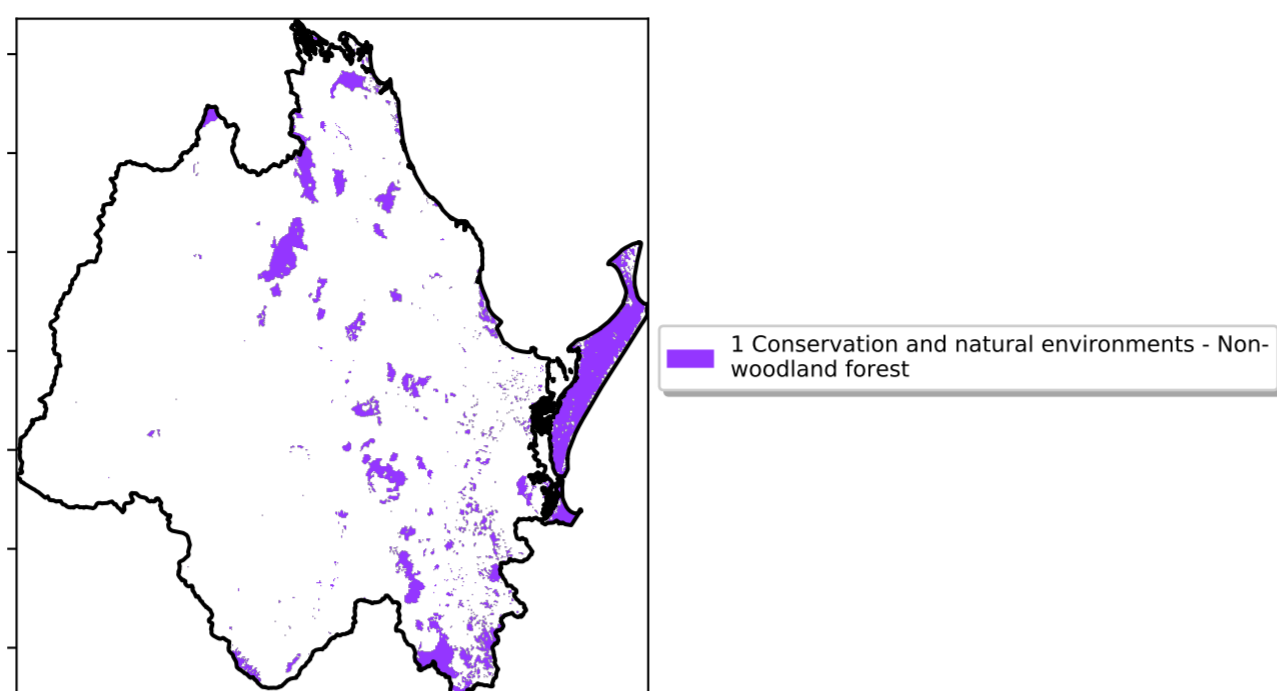 1 Conservation and natural environments - Non-
woodland forest